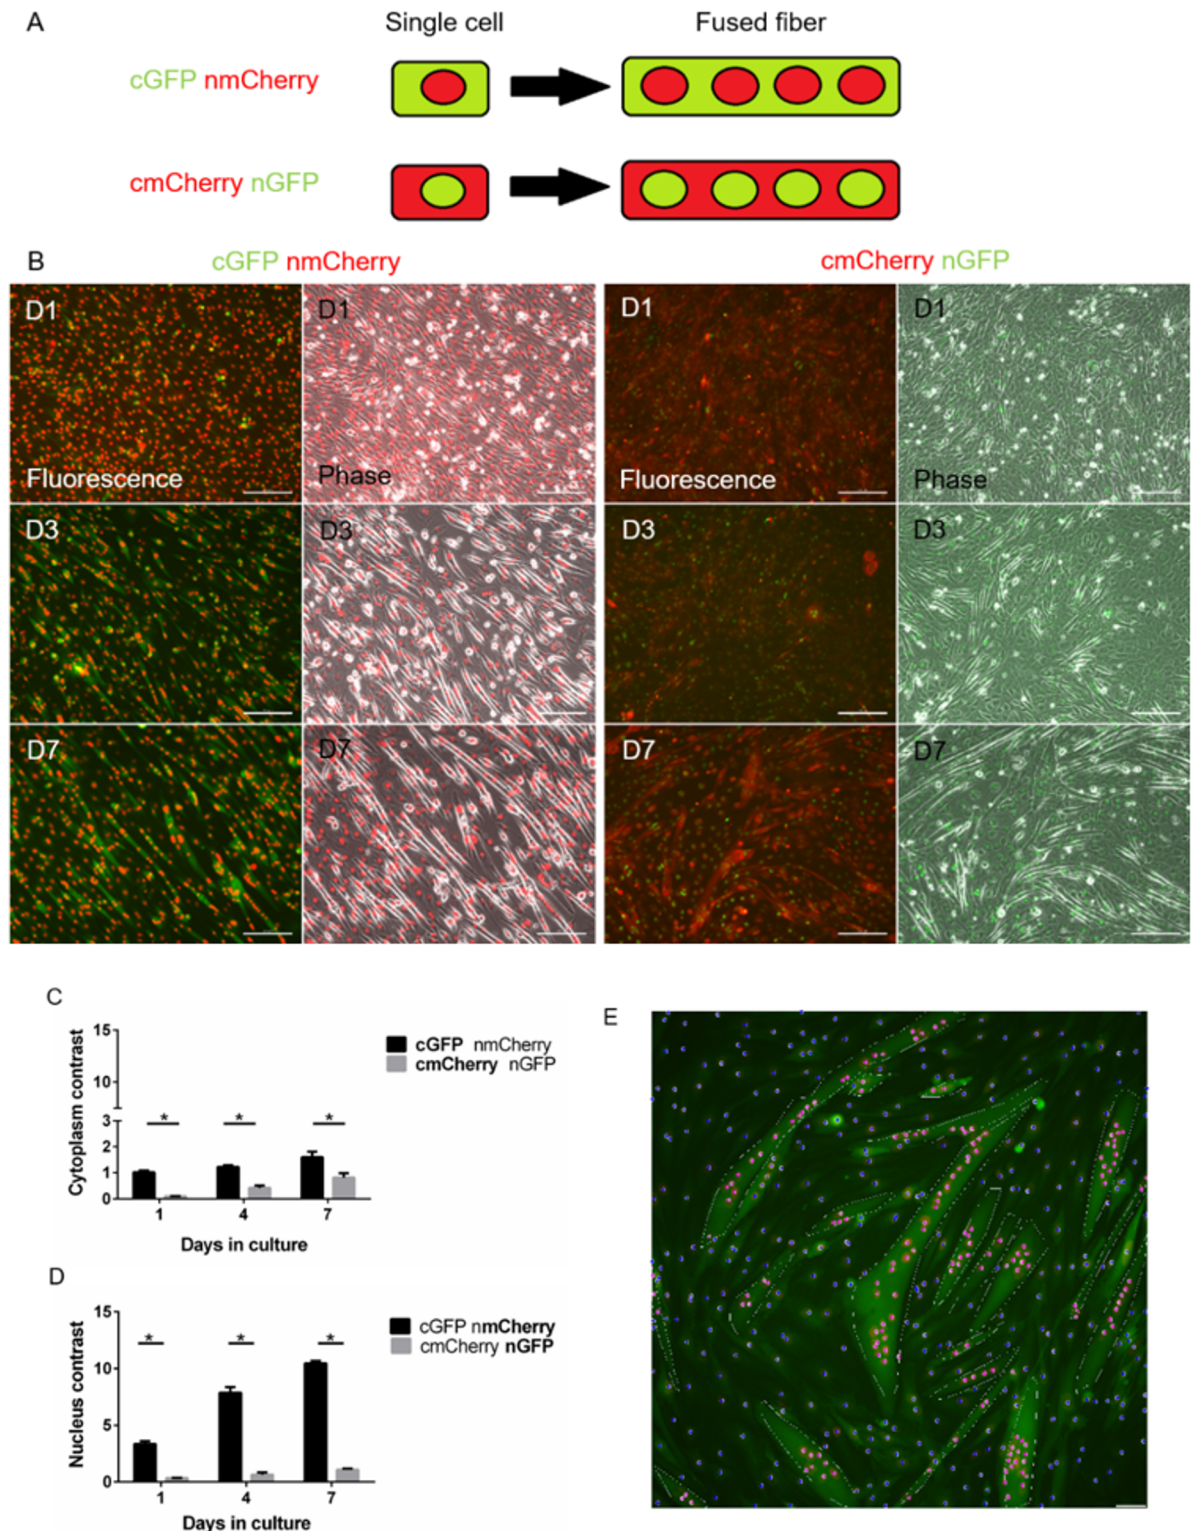 A
Single cell
Fused fiber
cGFP nmCherry
cmCherry nGFP
B
cGFP nmCherry
cmCherry nGFP
D1
D1
D1
D1
Fluorescence
Phase
Fluorescence
Phase
D3
D3
D3
D3
D7
D7
D7
D7
C
Cytoplasm contrast
15
10
3
2
1
0
cGFP nmCherry
cmCherry nGFP
*
*
*
1
4
7
Days in culture
D
Nucleus contrast
15
10
5
0
cGFP nmCherry
cmCherry nGFP
*
*
*
1
4
7
Days in culture
E